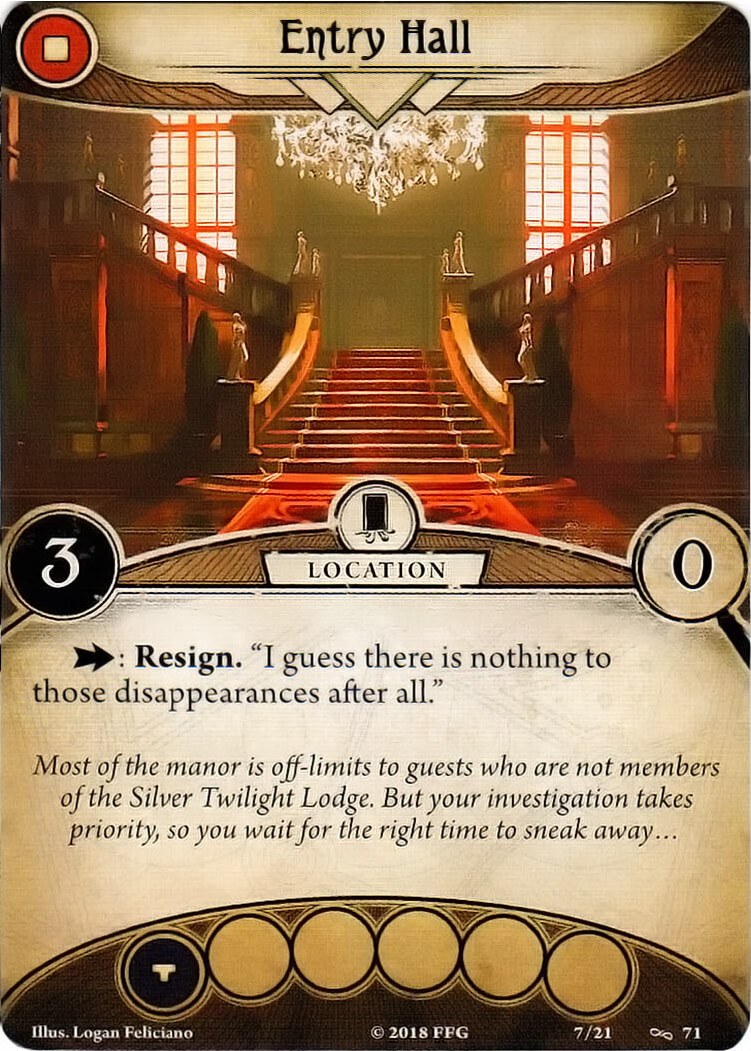 Entry Hall
3
LOCATION
0
: Resign. “I guess there is nothing to
those disappearances after all.”
Most of the manor is off-limits to guests who are not members
of the Silver Twilight Lodge. But your investigation takes
priority, so you wait for the right time to sneak away…
Illus. Logan Feliciano
© 2018 FFG
7/21
71